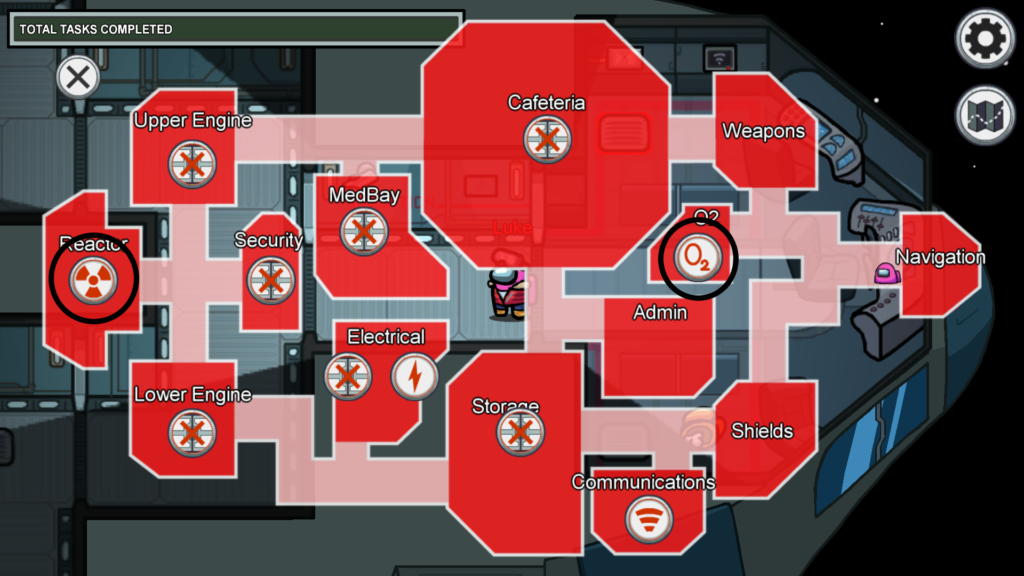 TOTAL TASKS COMPLETED
Cafeteria
Upper Engine
Weapons
MedBay
O2
Reactor
Security
Luke
O2
Navigation
Admin
Electrical
Lower Engine
Storage
Shields
Communications